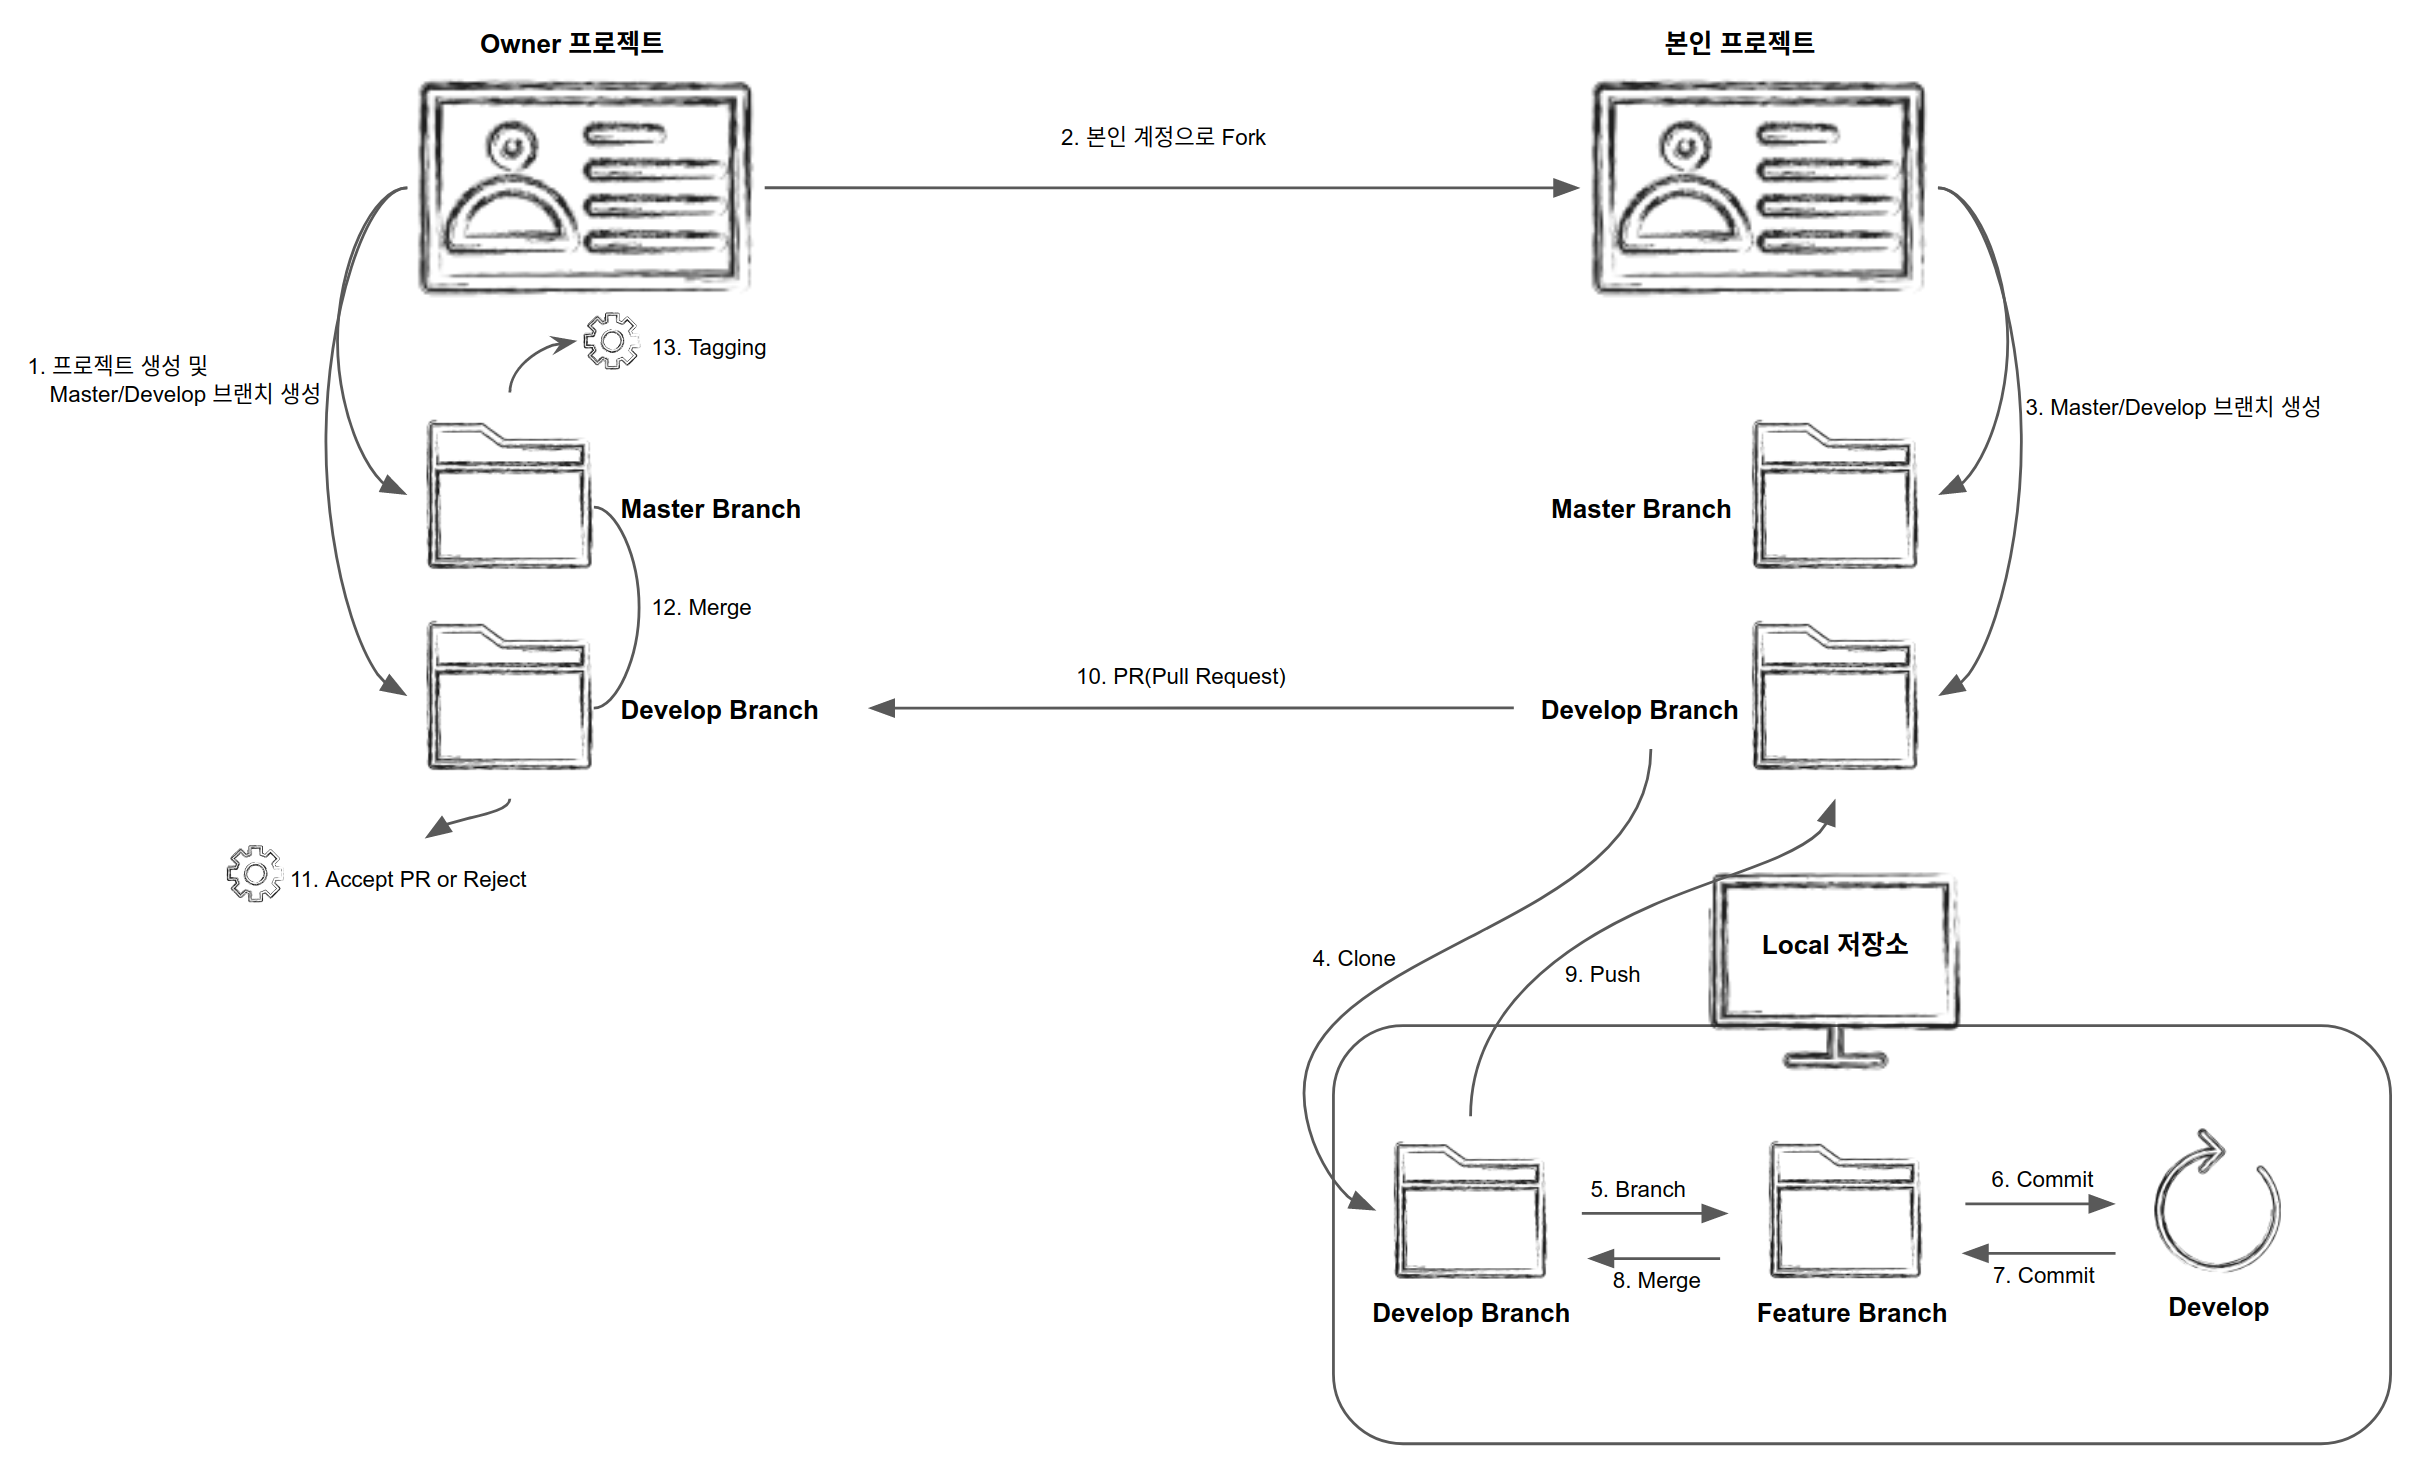 Owner 프로젝트
본인 프로젝트
2. 본인 계정으로 Fork
13. Tagging
1. 프로젝트 생성 및
Master/Develop 브랜치 생성
3. Master/Develop 브랜치 생성
Master Branch
Master Branch
12. Merge
10. PR(Pull Request)
Develop Branch
Develop Branch
11. Accept PR or Reject
Local 저장소
4. Clone
9. Push
5. Branch
6. Commit
8. Merge
7. Commit
Develop Branch
Feature Branch
Develop